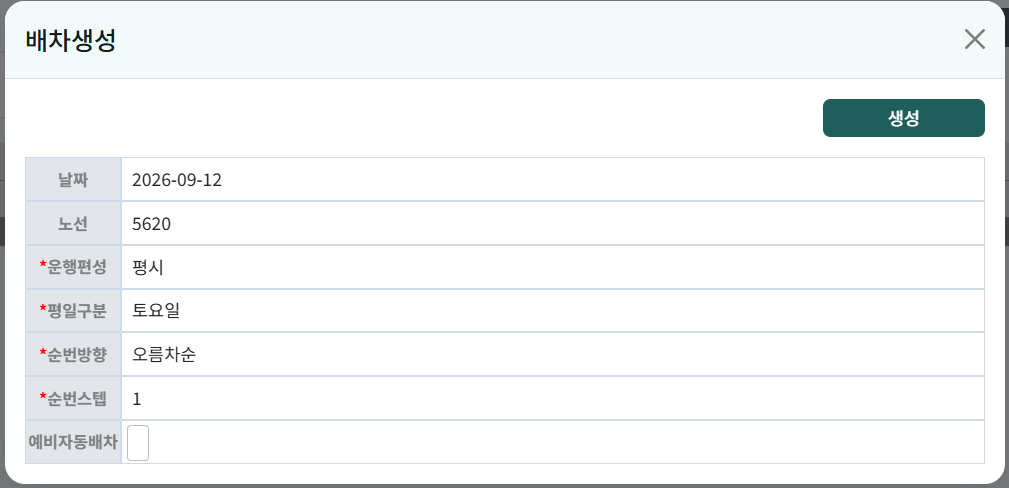 배차생성
생성
날짜 2026-09-12
노선 5620
*운행편성 평시
*평일구분 토요일
*순번방향 오름차순
*순번스텝 1
예비자동배차